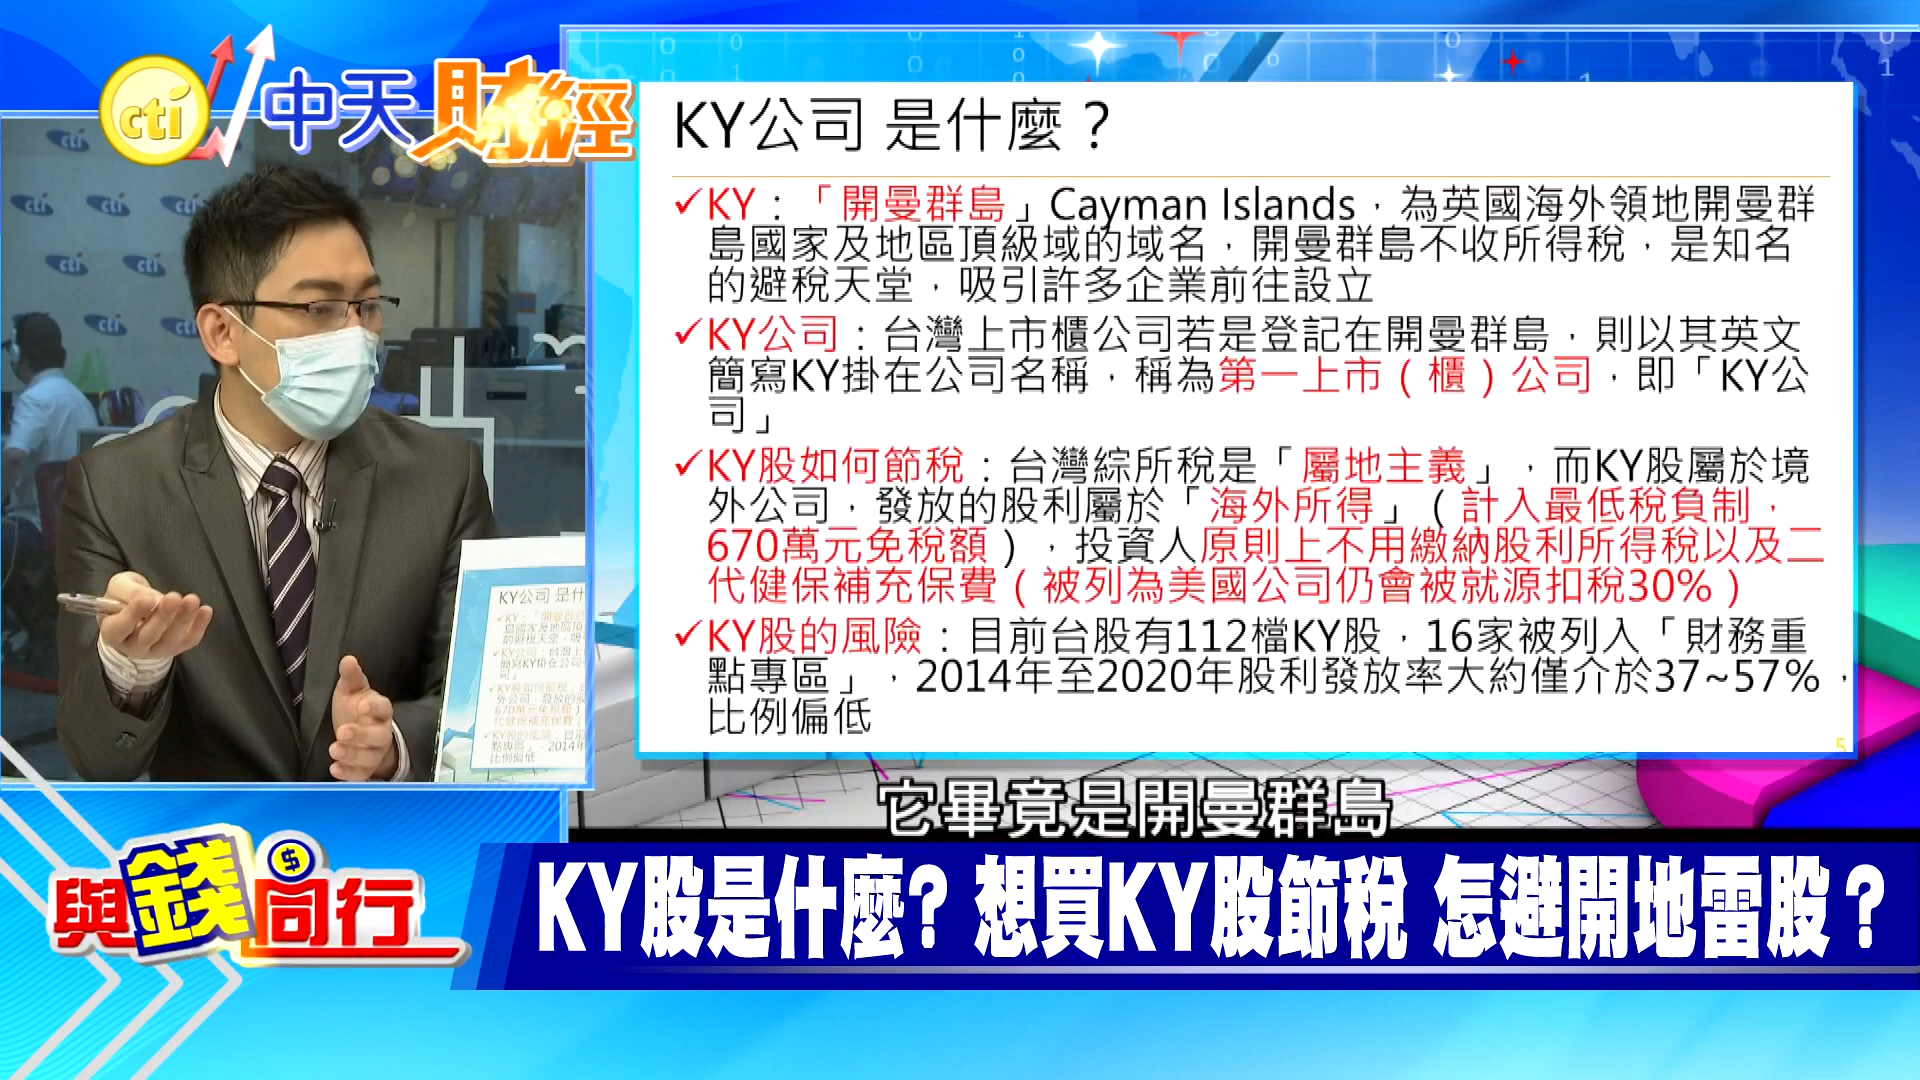 cti 中天財經
KY公司 是什麼？
✓KY：「開曼群島」Cayman Islands，為英國海外領地開曼群
島國家及地區頂級域的域名，開曼群島不收所得稅，是知名
的避稅天堂，吸引許多企業前往設立
✓KY公司：台灣上市櫃公司若是登記在開曼群島，則以其英文
簡寫KY掛在公司名稱，稱為第一上市（櫃）公司，即「KY公
司」
✓KY股如何節稅：台灣綜所稅是「屬地主義」，而KY股屬於境
外公司，發放的股利屬於「海外所得」（計入最低稅負制，
670萬元免稅額），投資人原則上不用繳納股利所得稅以及二
代健保補充保費（被列為美國公司仍會被就源扣稅30%）
✓KY股的風險：目前台股有112檔KY股，16家被列入「財務重
點專區」，2014年至2020年股利發放率大約僅介於37~57%，
比例偏低
5
它畢竟是開曼群島
與錢同行
KY股是什麼? 想買KY股節稅 怎避開地雷股？